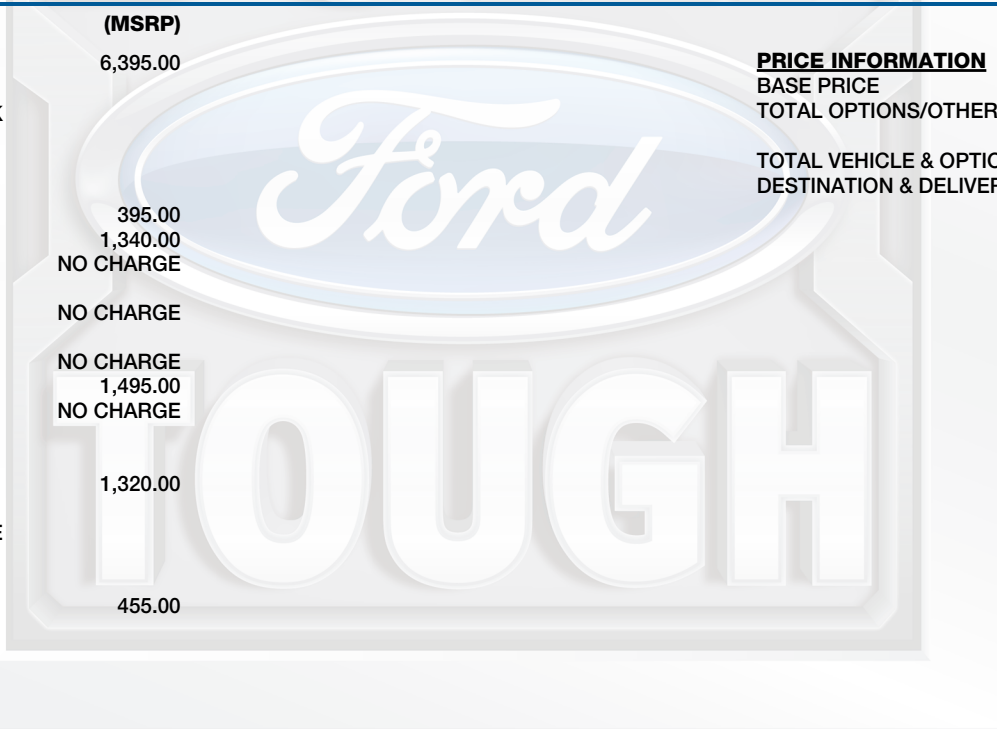 (MSRP)
6,395.00
K
395.00
1,340.00
NO CHARGE
NO CHARGE
NO CHARGE
1,495.00
NO CHARGE
1,320.00
E
455.00
PRICE INFORMATION
BASE PRICE
TOTAL OPTIONS/OTHER
TOTAL VEHICLE & OPTIO
DESTINATION & DELIVER
Ford
TOUGH